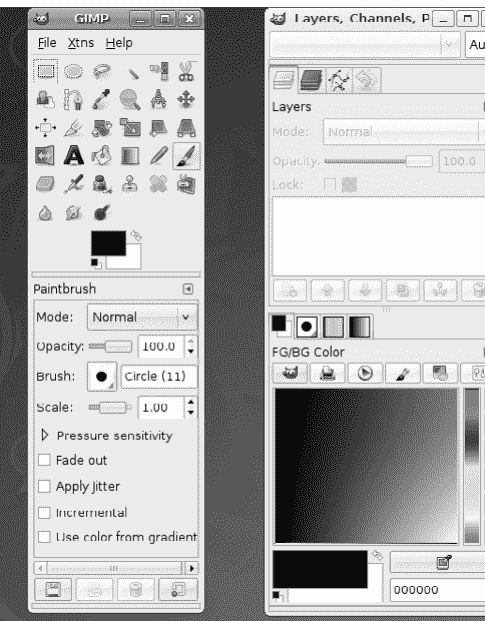 GIMP
File Xtns Help
Paintbrush
Mode: Normal
Opacity: 100.0
Brush: Circle (11)
Scale: 1.00
Pressure sensitivity
Fade out
Apply Jitter
Incremental
Use color from gradient
Layers, Channels, P
Au
Layers
Mode: Normal
Opacity: 100.0
Lock:
FG/BG Color
000000